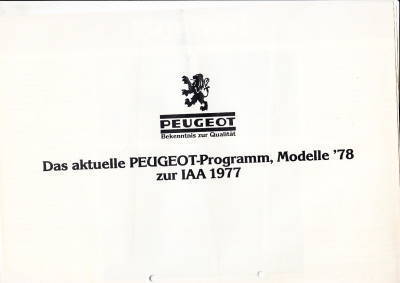 PEUGEOT
Bekenntnis zur Qualität
Das aktuelle PEUGEOT-Programm, Modelle '78
zur IAA 1977